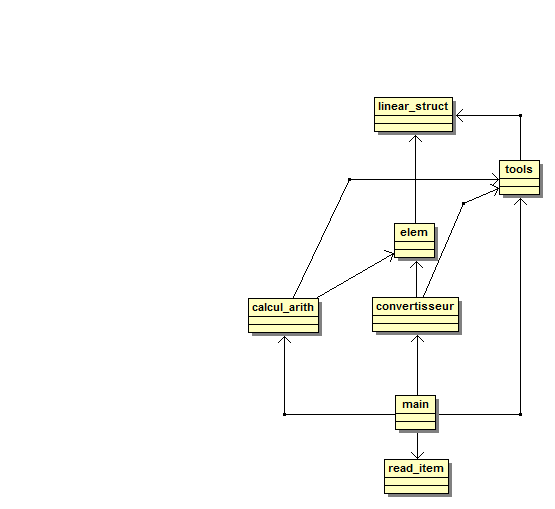 linear_struct
tools
elem
calcul_arith
convertisseur
main
read_item